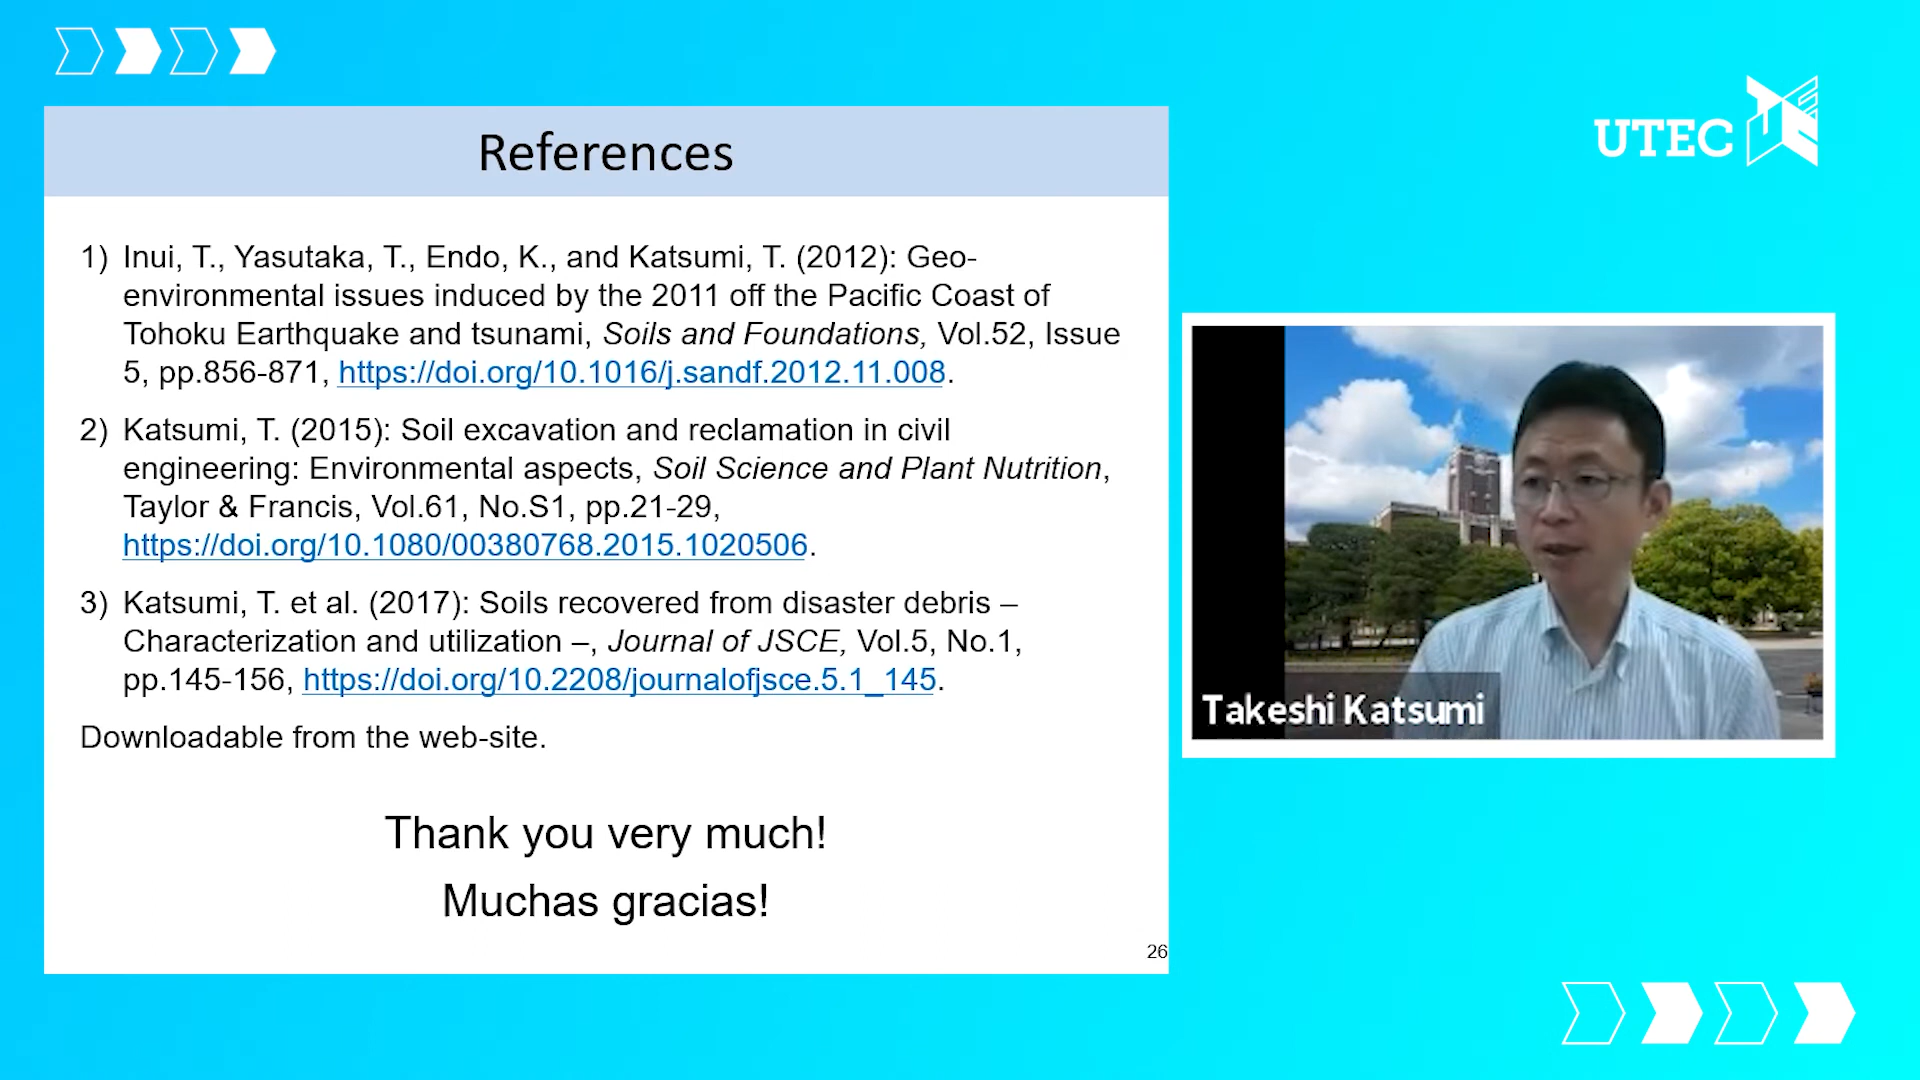 UTEC
References
1) Inui, T., Yasutaka, T., Endo, K., and Katsumi, T. (2012): Geo-
environmental issues induced by the 2011 off the Pacific Coast of
Tohoku Earthquake and tsunami, Soils and Foundations, Vol.52, Issue
5, pp.856-871, https://doi.org/10.1016/j.sandf.2012.11.008.
2) Katsumi, T. (2015): Soil excavation and reclamation in civil
engineering: Environmental aspects, Soil Science and Plant Nutrition,
Taylor & Francis, Vol.61, No.S1, pp.21-29,
https://doi.org/10.1080/00380768.2015.1020506.
3) Katsumi, T. et al. (2017): Soils recovered from disaster debris –
Characterization and utilization –, Journal of JSCE, Vol.5, No.1,
pp.145-156, https://doi.org/10.2208/journalofjsce.5.1_145.
Downloadable from the web-site.
Thank you very much!
Muchas gracias!
26
Takeshi Katsumi